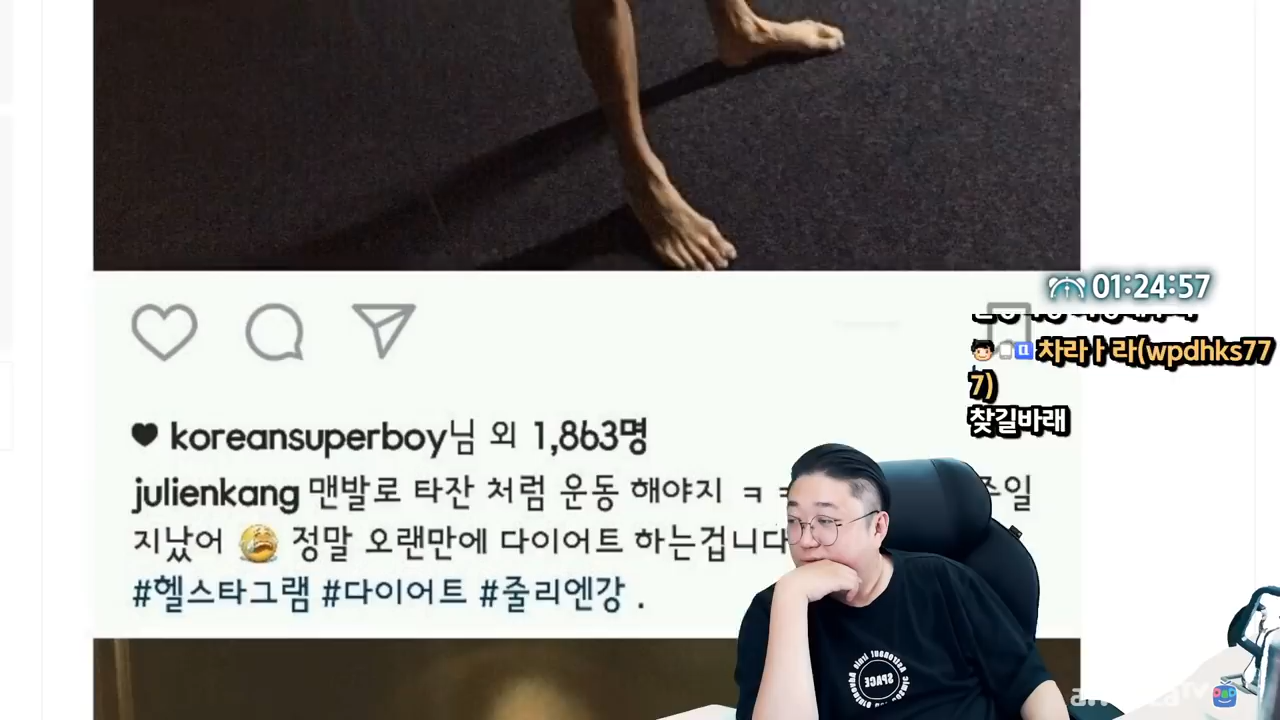 01:24:57
차라ㅏ라(wpdhks77
7)
찾길바래
koreansuperboy님 외 1,863명
julienkang 맨발로 타잔 처럼 운동 해야지 ㅋ 주일
지났어 😭 정말 오랜만에 다이어트 하는겁니다
#헬스타그램 #다이어트 #줄리엔강 .
SPACE